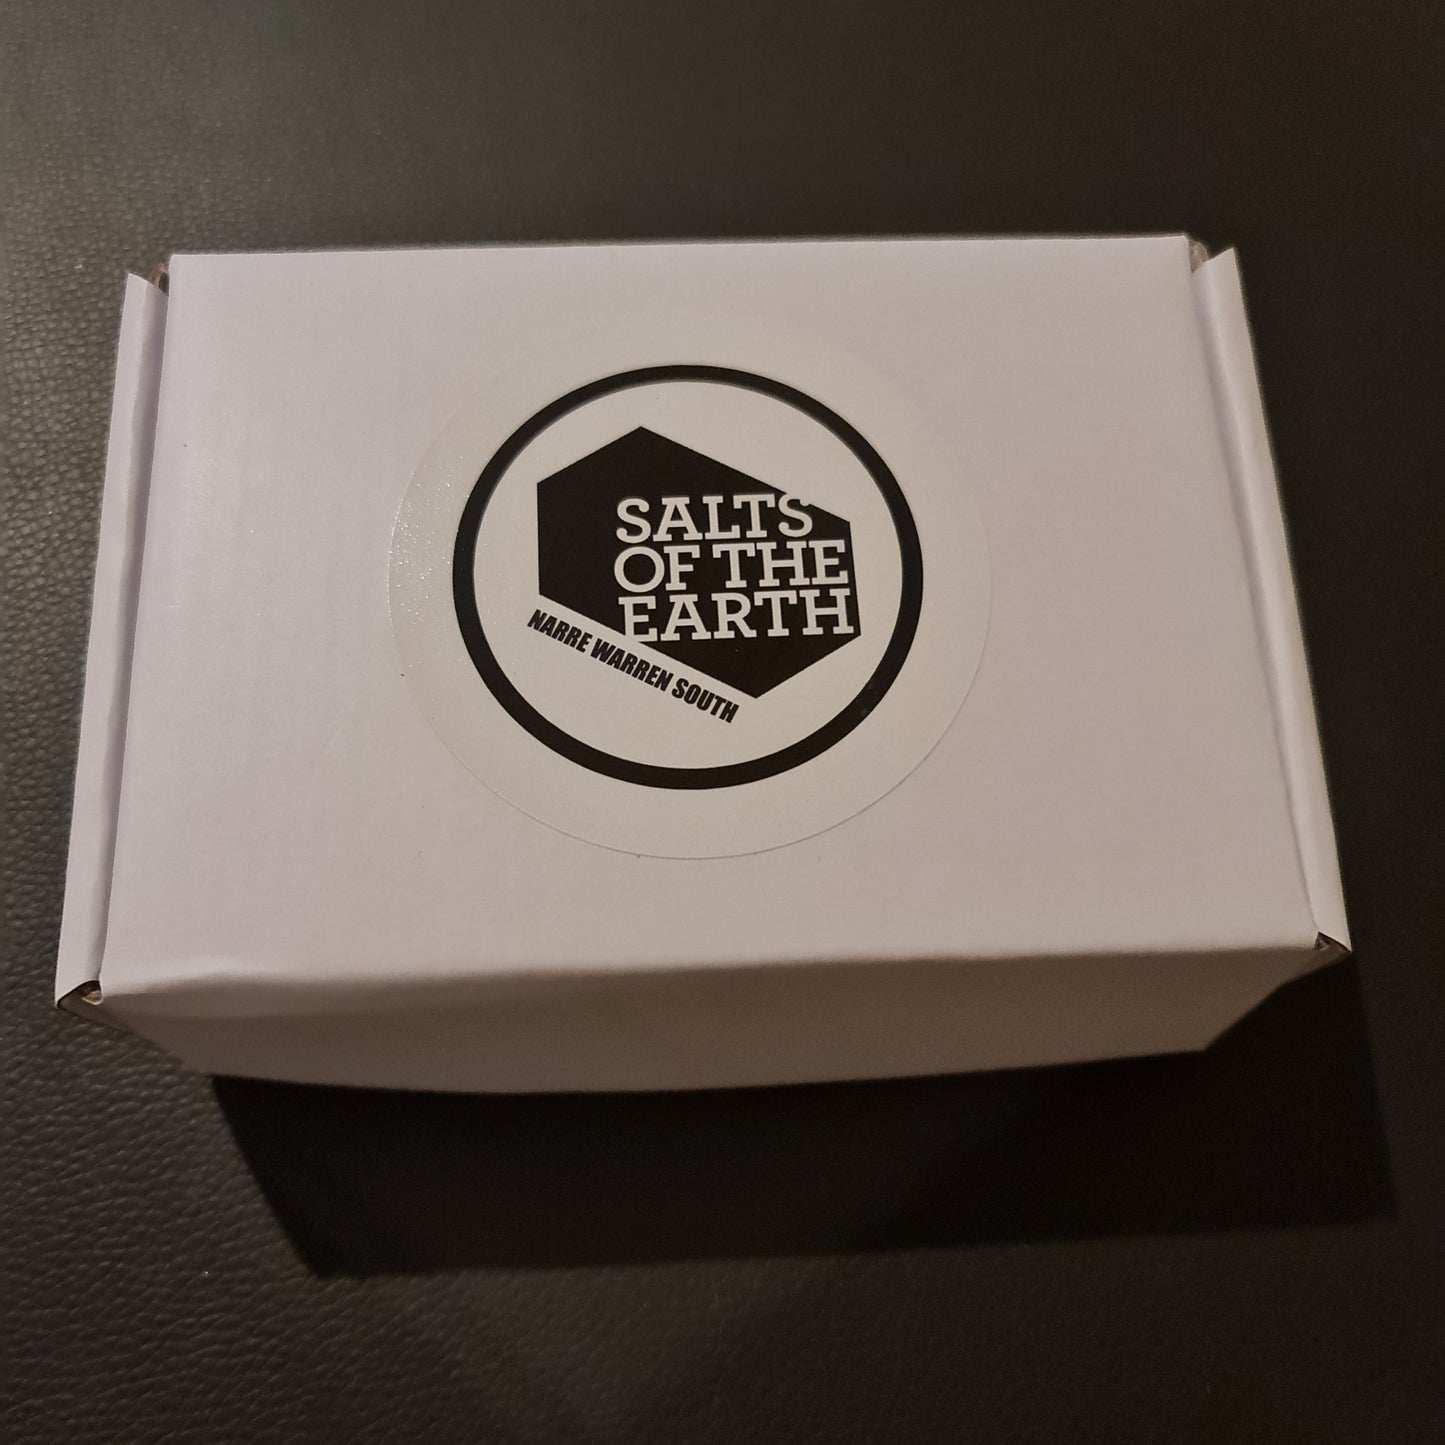 SALTS
OF THE
EARTH
NARRE WARREN SOUTH